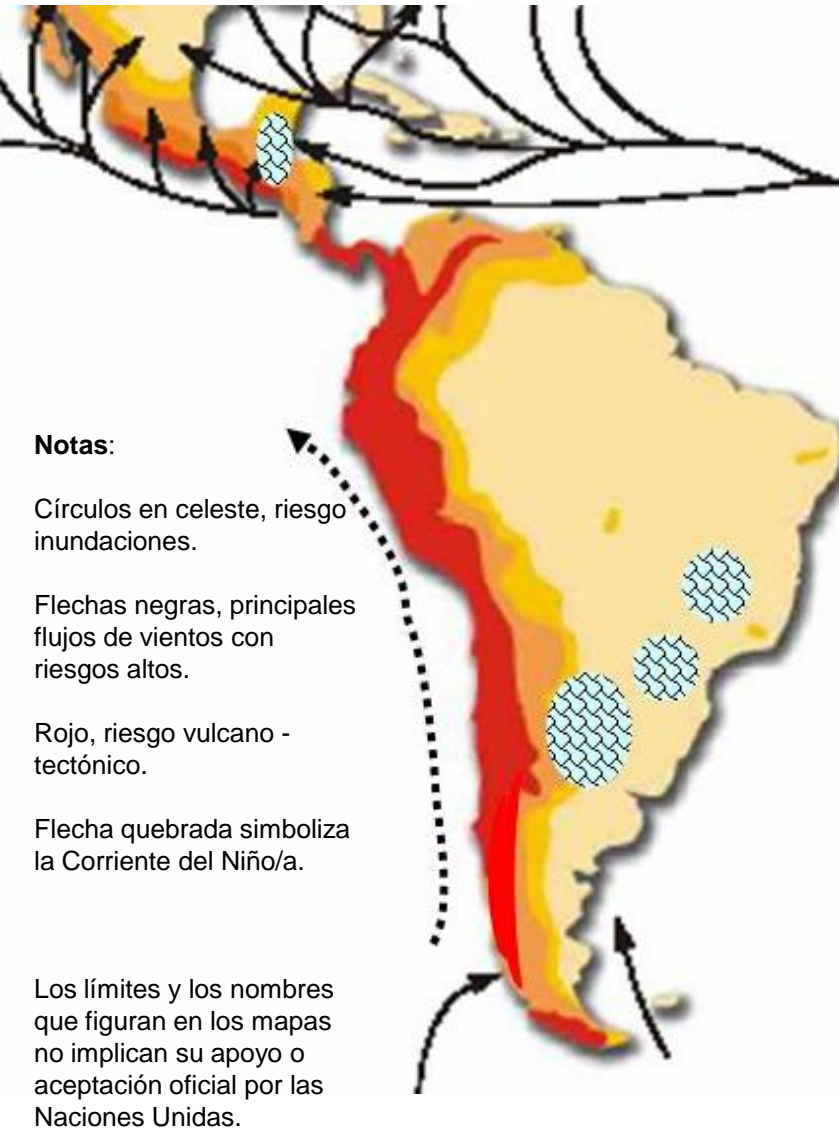 Notas:
Círculos en celeste, riesgo
inundaciones.
Flechas negras, principales
flujos de vientos con
riesgos altos.
Rojo, riesgo vulcano -
tectónico.
Flecha quebrada simboliza
la Corriente del Niño/a.
Los límites y los nombres
que figuran en los mapas
no implican su apoyo o
aceptación oficial por las
Naciones Unidas.